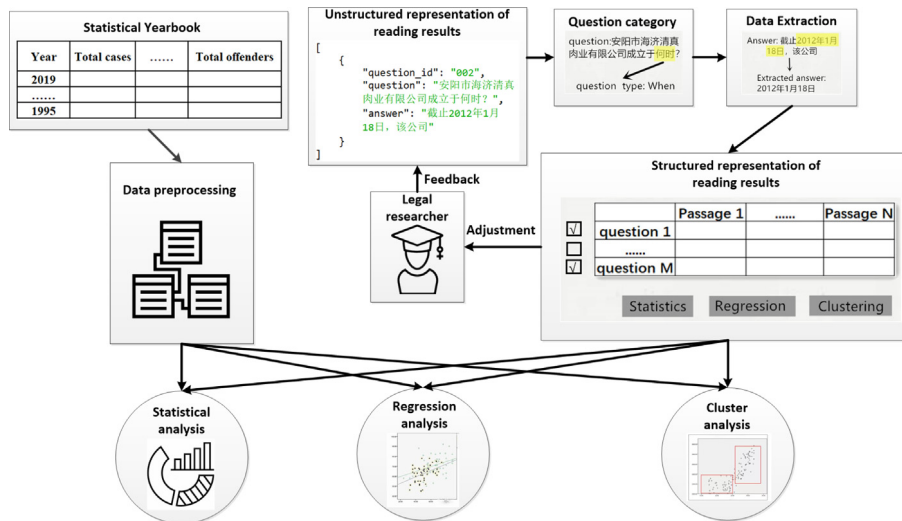 Statistical Yearbook
Year Total cases …… Total offenders
2019
……
1995
Data preprocessing
Unstructured representation of
reading results
[
{
"question_id": "002",
"question": "安阳市海济清真
肉业有限公司成立于何时？",
"answer": "截止2012年1月
18日，该公司"
}
]
Question category
question:安阳市海济清真
肉业有限公司成立于何时?
question type: When
Data Extraction
Answer: 截止2012年1月
18日，该公司
Extracted answer:
2012年1月18日
Feedback
Legal
researcher
Adjustment
Structured representation of
reading results
Passage 1 …… Passage N
√ question 1
……
√ question M
Statistics Regression Clustering
Statistical
analysis
Regression
analysis
Cluster
analysis